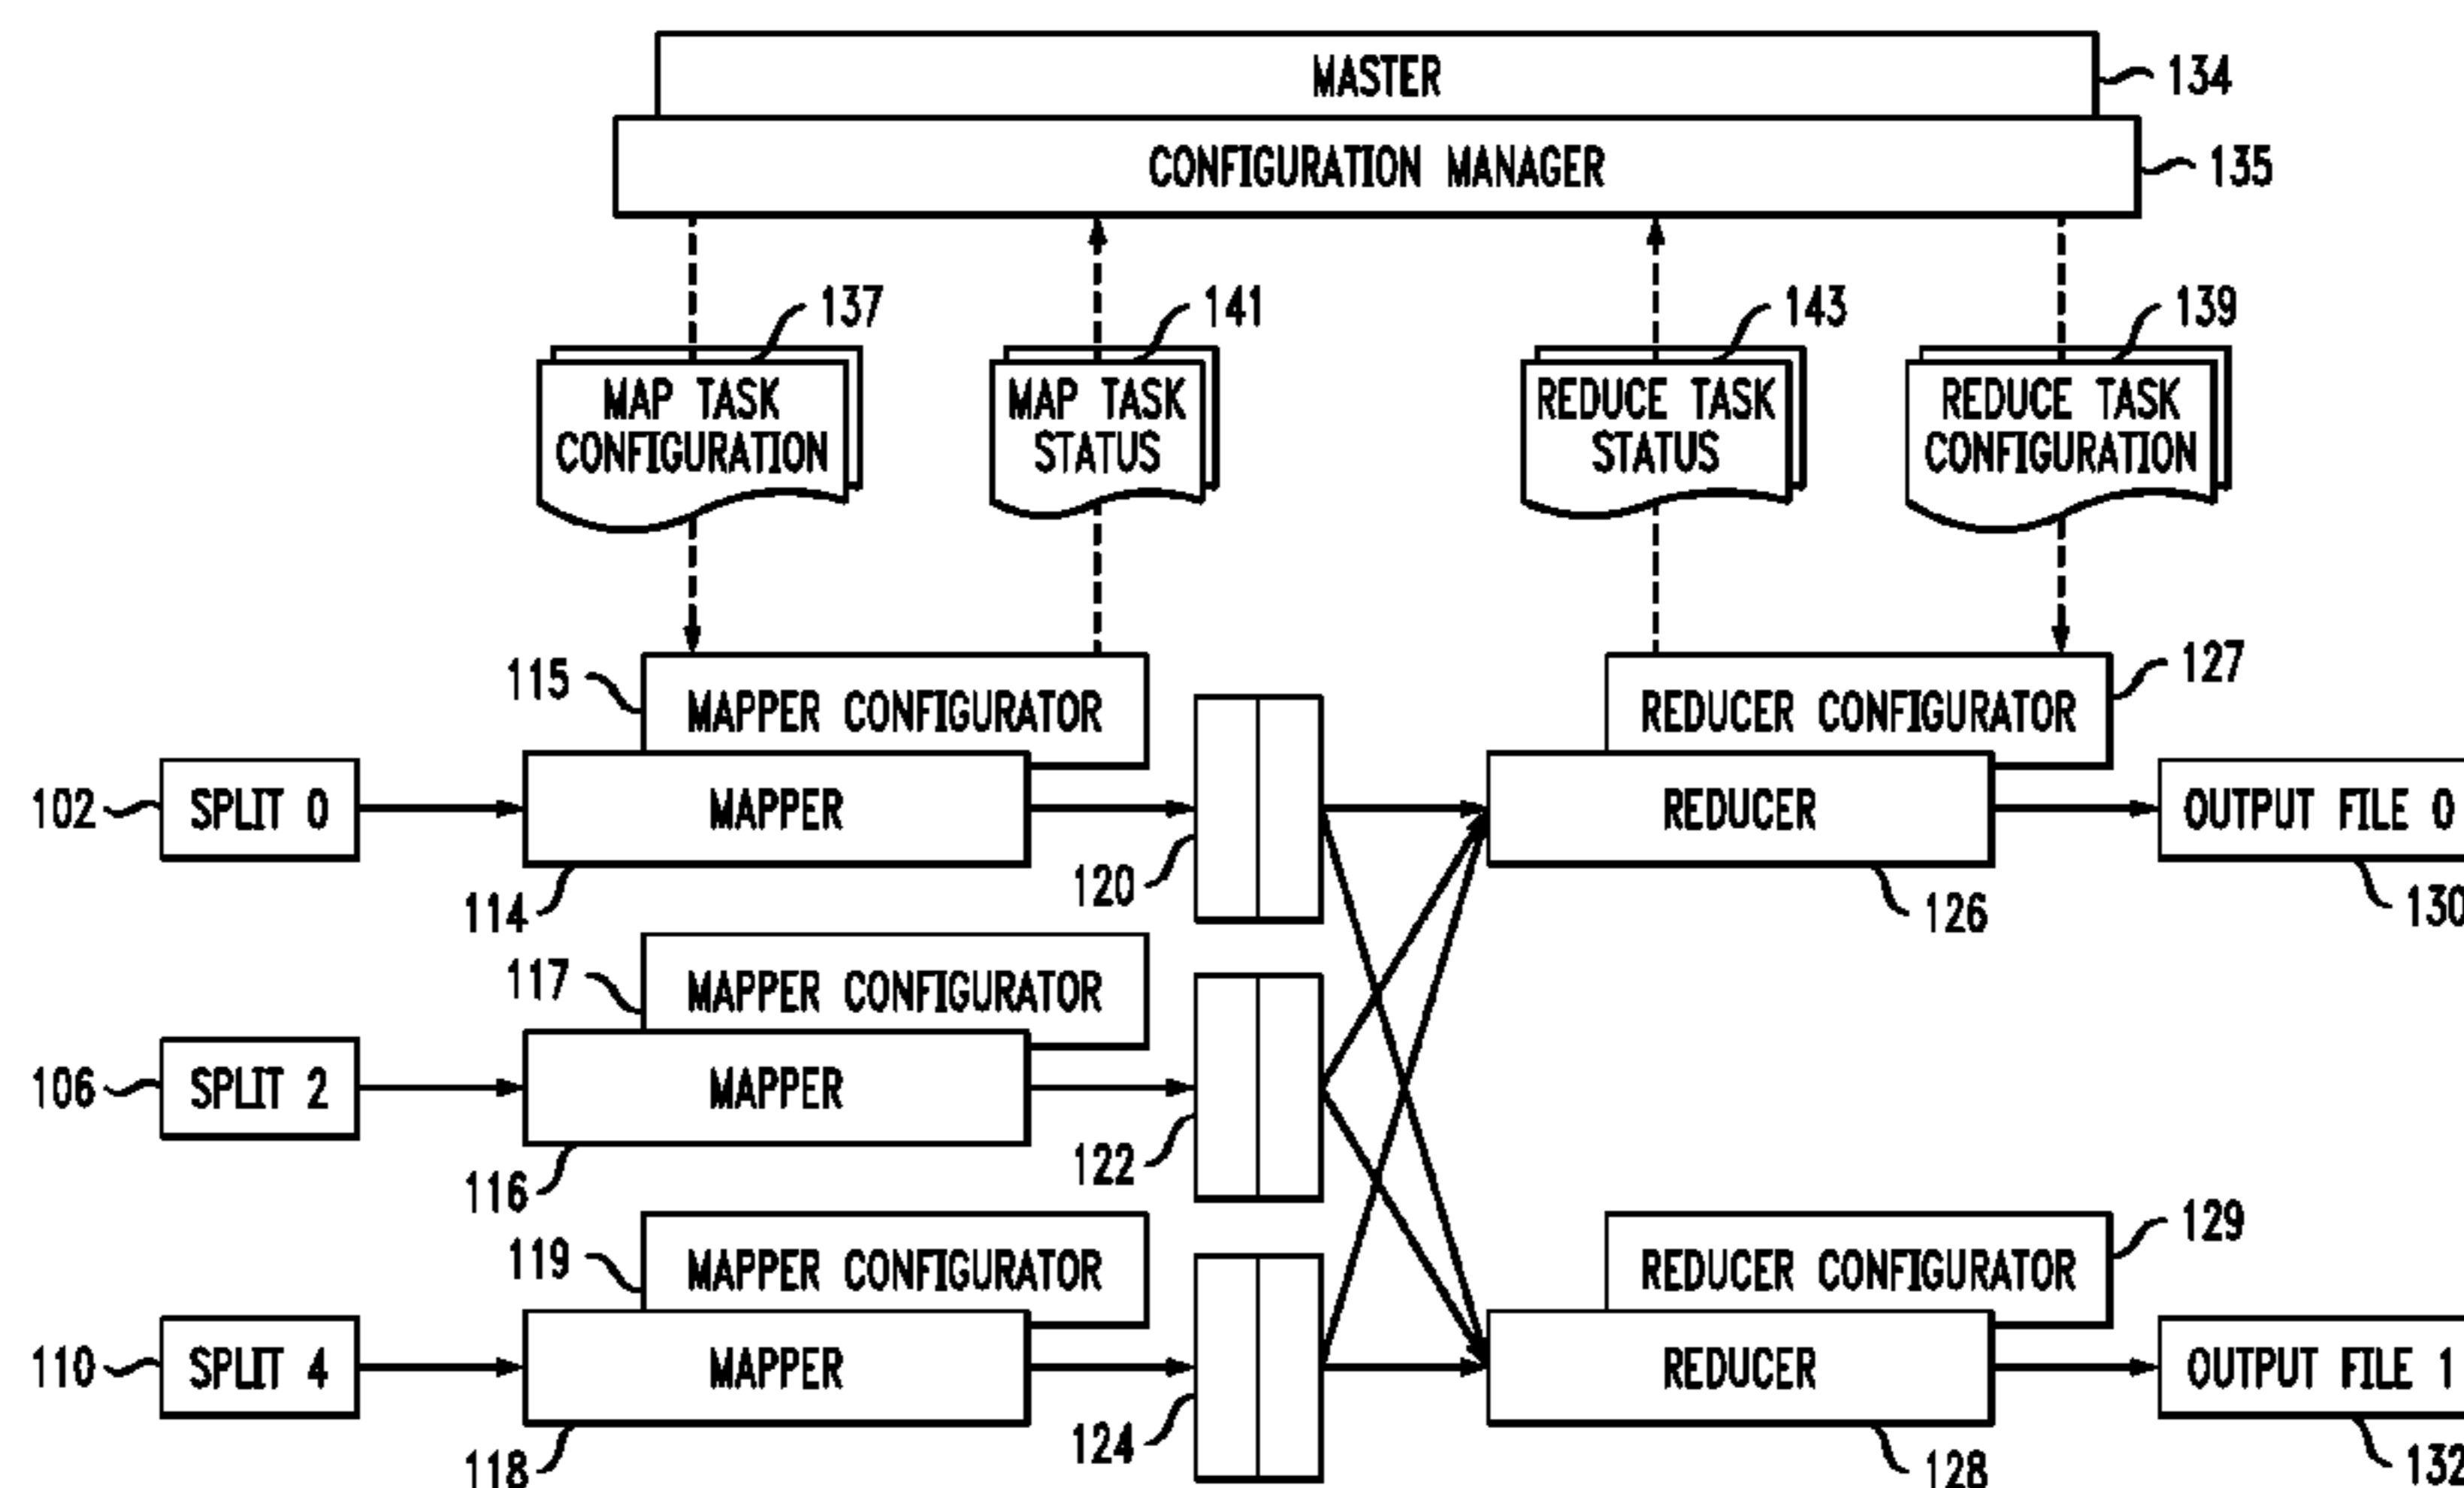 MASTER
134
CONFIGURATION MANAGER
135
137
141
143
139
MAP TASK
CONFIGURATION
MAP TASK
STATUS
REDUCE TASK
STATUS
REDUCE TASK
CONFIGURATION
115
MAPPER CONFIGURATOR
REDUCER CONFIGURATOR
127
102
SPLIT 0
MAPPER
REDUCER
OUTPUT FILE 0
114
120
126
130
117
MAPPER CONFIGURATOR
106
SPLIT 2
MAPPER
116
122
119
MAPPER CONFIGURATOR
REDUCER CONFIGURATOR
129
110
SPLIT 4
MAPPER
REDUCER
OUTPUT FILE 1
118
124
128
132